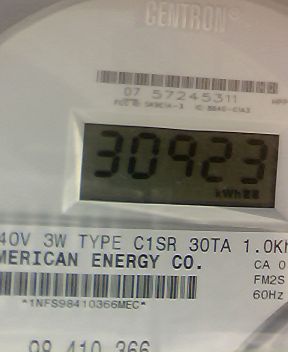 CENTRON®
07 57245311
30923
kWh
40V 3W TYPE C1SR 30TA 1.0Kh
MERICAN ENERGY CO.
CA 0
FM2S
60Hz
*1NFS98410366MEC*
98 410 366